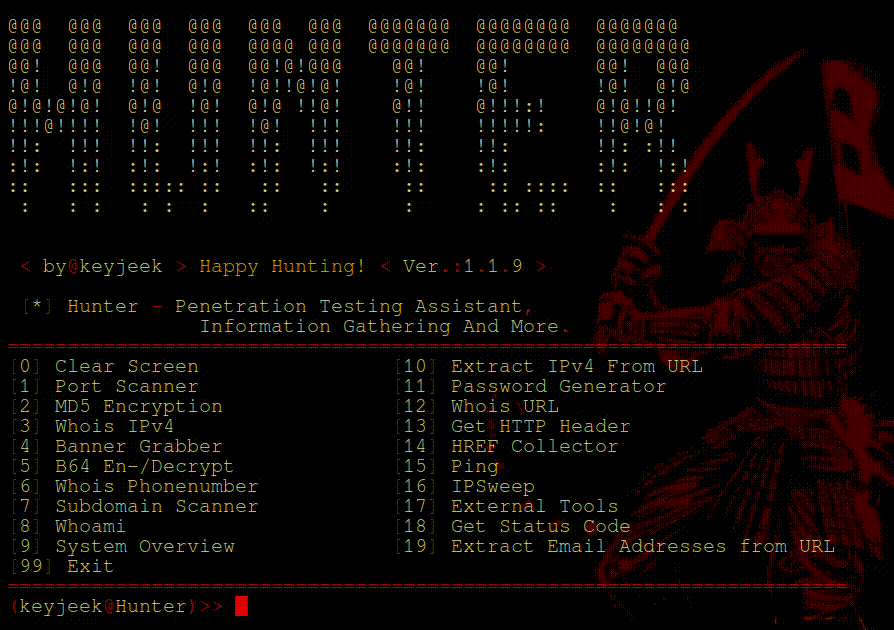 HUNTER
< by@keyjeek > Happy Hunting! < Ver.:1.1.9 >
[*] Hunter - Penetration Testing Assistant,
Information Gathering And More.
[0] Clear Screen
[1] Port Scanner
[2] MD5 Encryption
[3] Whois IPv4
[4] Banner Grabber
[5] B64 En-/Decrypt
[6] Whois Phonenumber
[7] Subdomain Scanner
[8] Whoami
[9] System Overview
[99] Exit
[10] Extract IPv4 From URL
[11] Password Generator
[12] Whois URL
[13] Get HTTP Header
[14] HREF Collector
[15] Ping
[16] IPSweep
[17] External Tools
[18] Get Status Code
[19] Extract Email Addresses from URL
(keyjeek@Hunter)>>